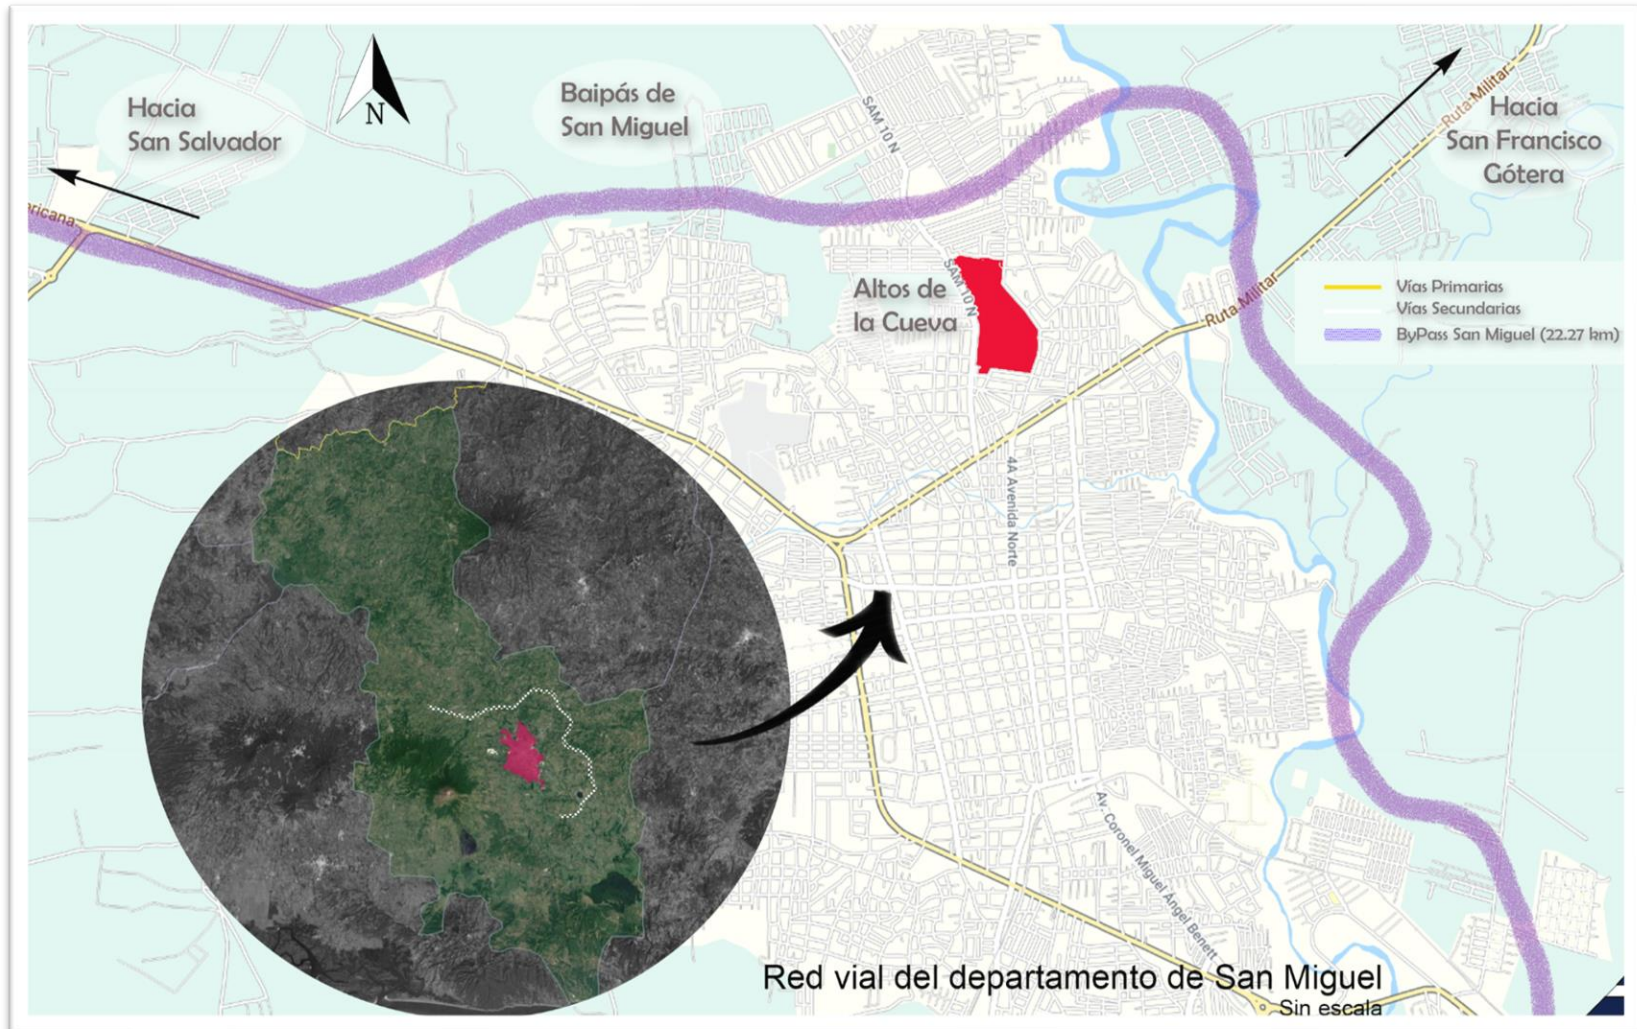 Hacia
San Salvador
N
Baipás de
San Miguel
SAM 10 N
Ruta Militar
Hacia
San Francisco
Gótera
ricana
Altos de
la Cueva
SAM 10 N
Ruta Militar
Vías Primarias
Vías Secundarias
ByPass San Miguel (22.27 km)
4A Avenida Norte
Av. Coronel Miguel Ángel Benett
Red vial del departamento de San Miguel
Sin escala